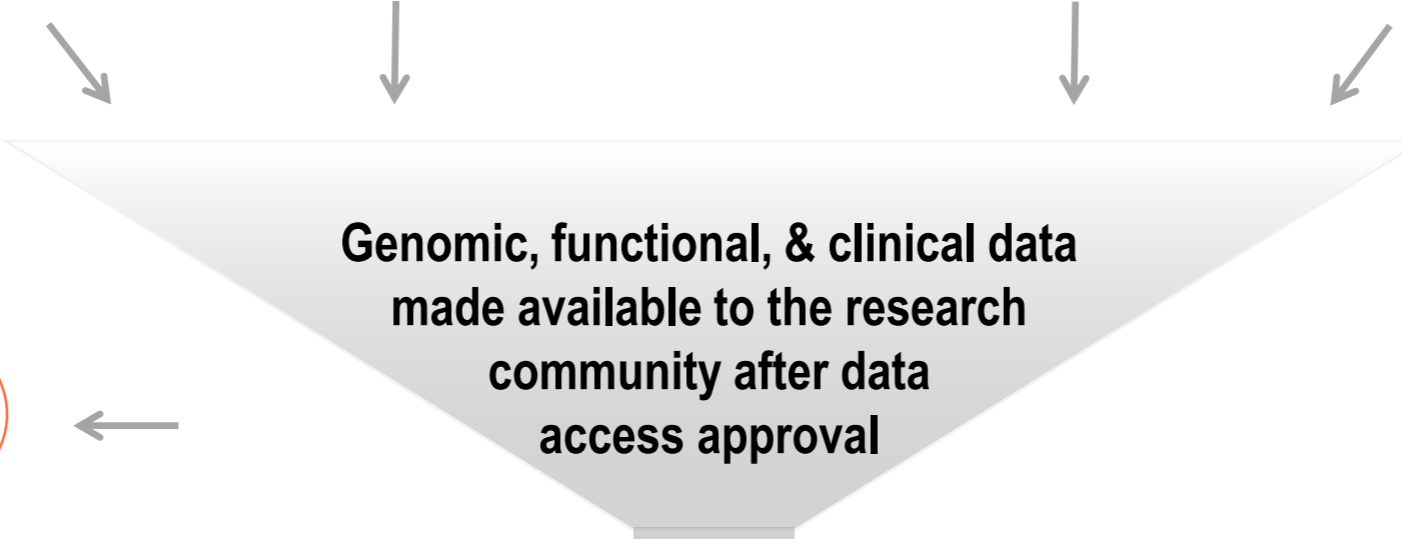 Genomic, functional, & clinical data
made available to the research
community after data
access approval